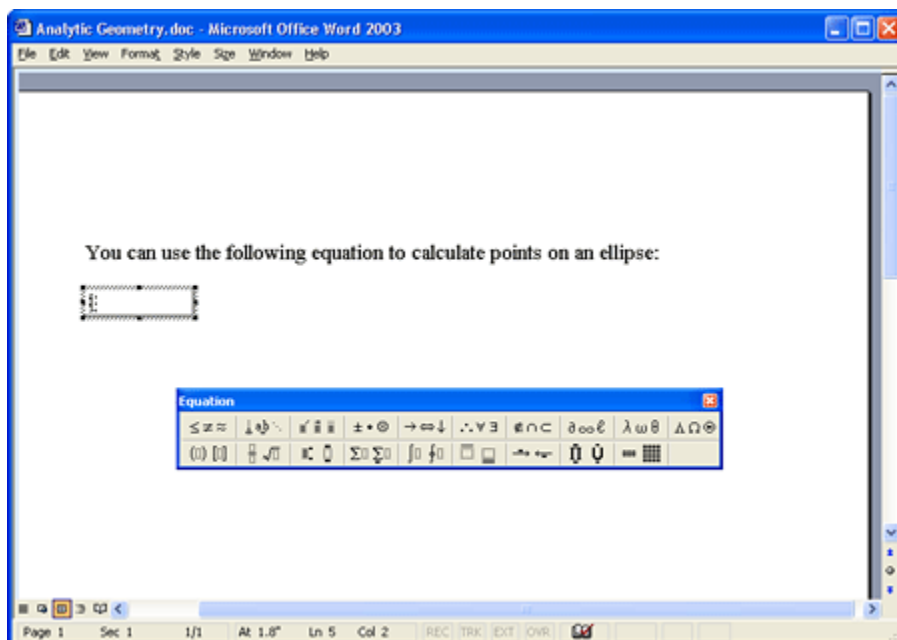 Analytic Geometry.doc - Microsoft Office Word 2003
File Edit View Format Style Size Window Help
You can use the following equation to calculate points on an ellipse:
Equation
≤≠≈ ±•⊗ →⇔↓ ∴∀∃ ∉∩⊂ ∂∞ℓ λωθ ΔΩ⊕
Page 1 Sec 1 1/1 At 1.8" Ln 5 Col 2 REC TRK EXT OVR